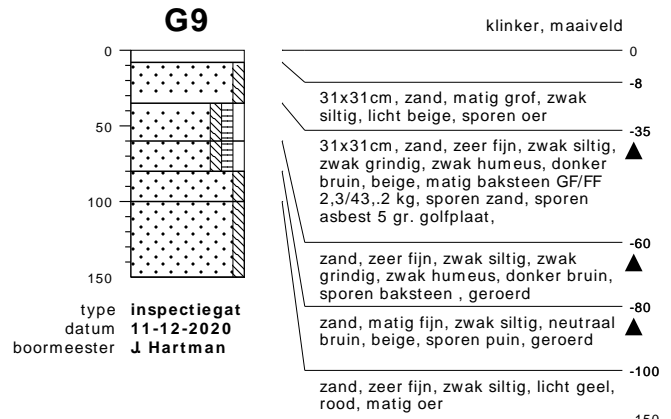 G9
klinker, maaiveld
0
0
-8
31x31cm, zand, matig grof, zwak
siltig, licht beige, sporen oer
-35
50
31x31cm, zand, zeer fijn, zwak siltig,
zwak grindig, zwak humeus, donker
bruin, beige, matig baksteen GF/FF
2,3/43,.2 kg, sporen zand, sporen
asbest 5 gr. golfplaat,
100
-60
zand, zeer fijn, zwak siltig, zwak
grindig, zwak humeus, donker bruin,
sporen baksteen , geroerd
150
-80
type inspectiegat
datum 11-12-2020
boormeester J. Hartman
zand, matig fijn, zwak siltig, neutraal
bruin, beige, sporen puin, geroerd
-100
zand, zeer fijn, zwak siltig, licht geel,
rood, matig oer
-150